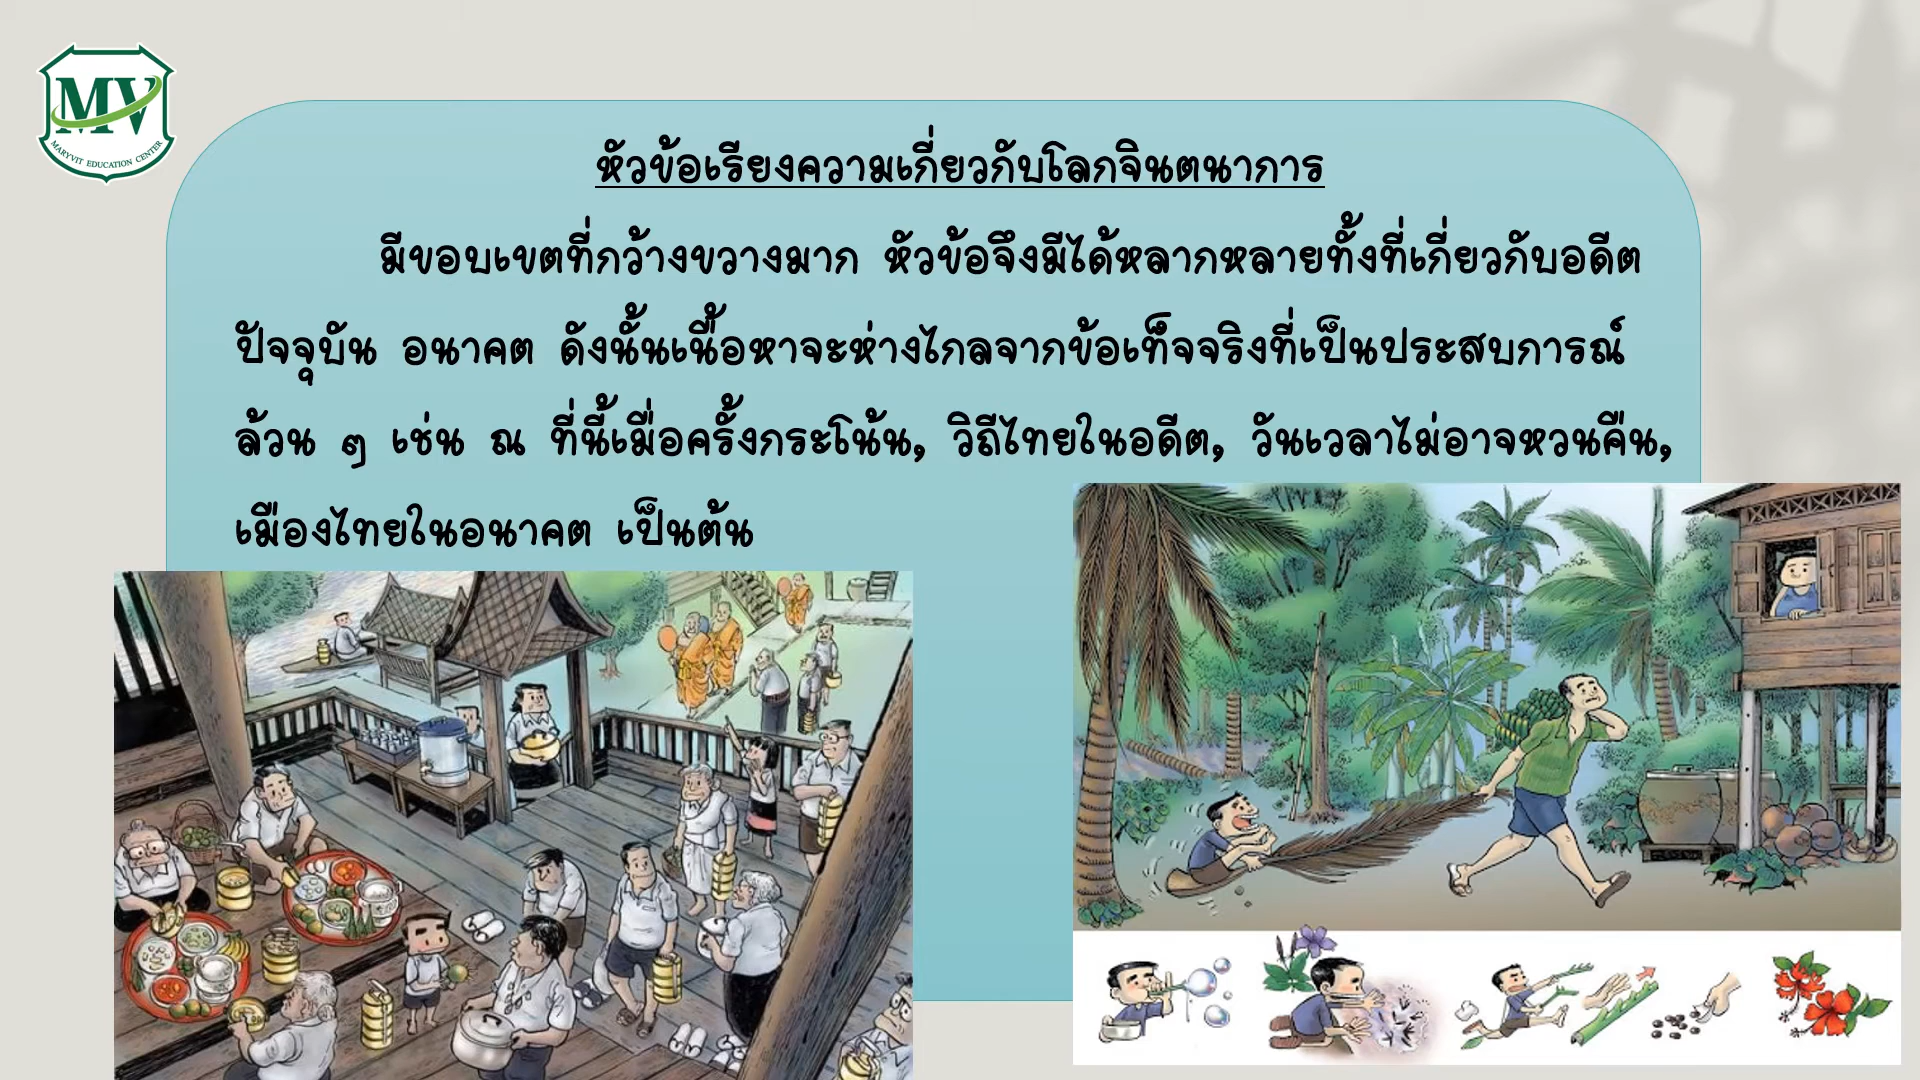 MV
MARYVIT EDUCATION CENTER
หัวข้อเรียงความเกี่ยวกับโลกจินตนาการ
มีขอบเขตที่กว้างขวางมาก หัวข้อจึงมีได้หลากหลายทั้งที่เกี่ยวกับอดีต
ปัจจุบัน อนาคต ดังนั้นเนื้อหาจะห่างไกลจากข้อเท็จจริงที่เป็นประสบการณ์
ล้วน ๆ เช่น ณ ที่นี้เมื่อครั้งกระโน้น, วิถีไทยในอดีต, วันเวลาไม่อาจหวนคืน,
เมืองไทยในอนาคต เป็นต้น